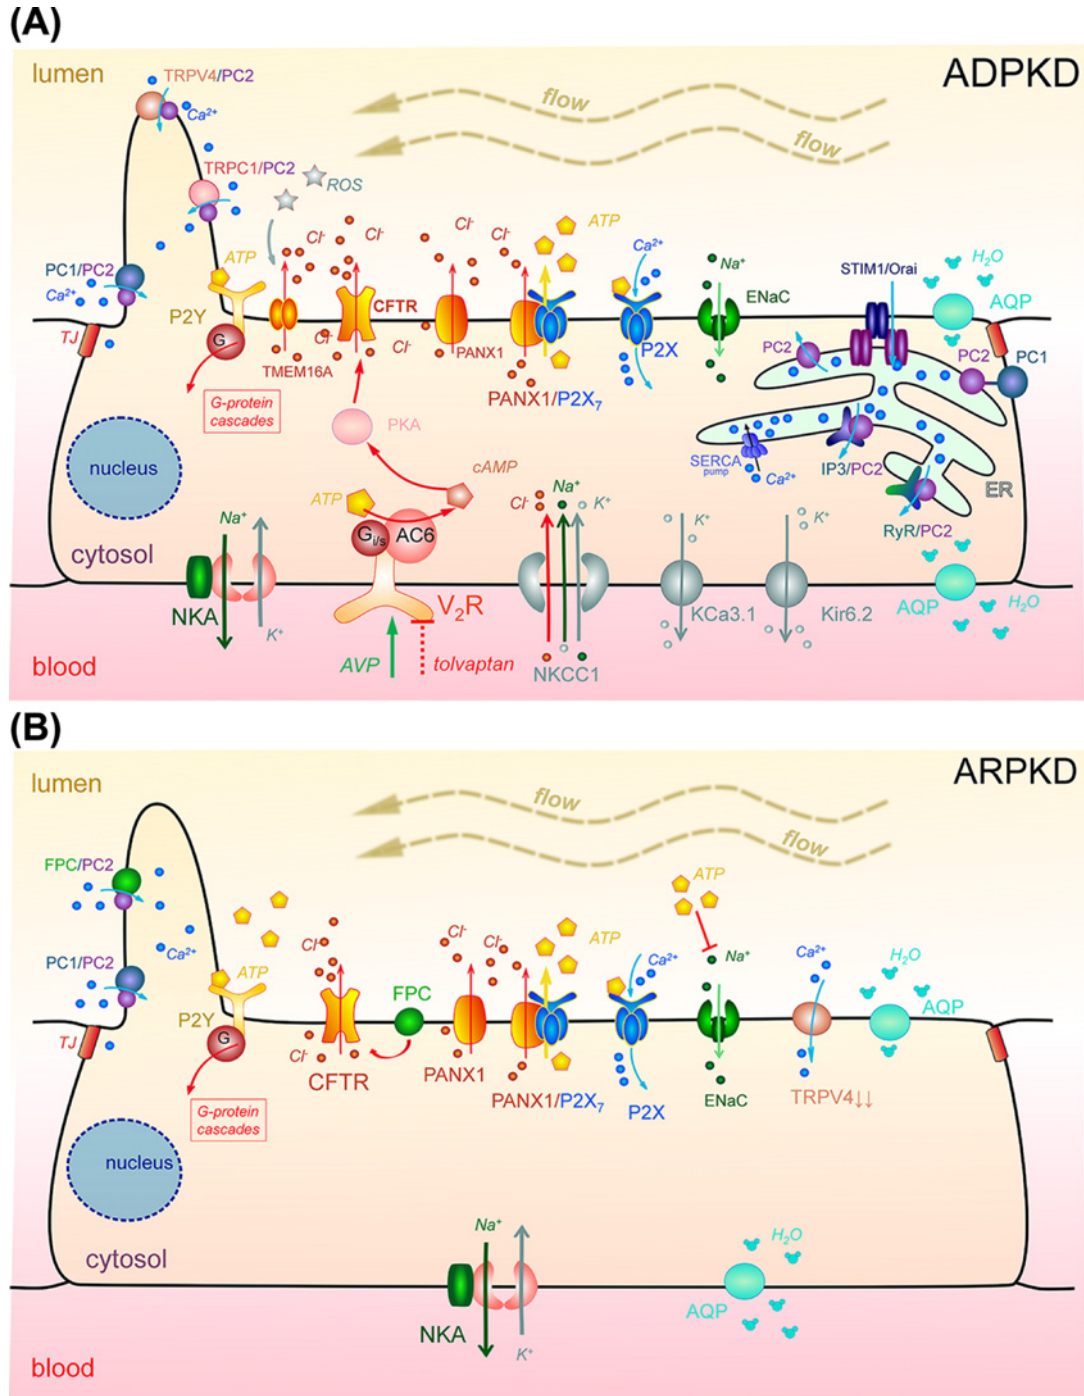 (A)
lumen
ADPKD
TRPV4/PC2
Ca²⁺
flow
flow
TRPC1/PC2
ROS
ATP
Cl⁻
Cl⁻
Cl⁻
Cl⁻
ATP
Ca²⁺
Na⁺
H₂O
PC1/PC2
Ca²⁺
STIM1/Orai
TJ
P2Y
G
CFTR
ENaC
AQP
Cl⁻
Cl⁻
TMEM16A
PANX1
P2X
PC2
PC2
PC1
G-protein
cascades
PANX1/P2X₇
PKA
nucleus
cAMP
SERCA
pump
Ca²⁺
IP3/PC2
ER
ATP
Na⁺
K⁺
Cl⁻
Na⁺
K⁺
K⁺
K⁺
Gi/s
AC6
RyR/PC2
cytosol
NKA
K⁺
V₂R
KCa3.1
Kir6.2
AQP
H₂O
blood
AVP
tolvaptan
NKCC1
(B)
lumen
ARPKD
flow
flow
FPC/PC2
ATP
Ca²⁺
Cl⁻
Cl⁻
Cl⁻
ATP
Ca²⁺
Na⁺
Ca²⁺
H₂O
PC1/PC2
ATP
FPC
AQP
TJ
P2Y
G
Cl⁻
CFTR
PANX1
PANX1/P2X₇
P2X
ENaC
TRPV4↓↓
G-protein
cascades
nucleus
cytosol
Na⁺
H₂O
NKA
K⁺
AQP
blood